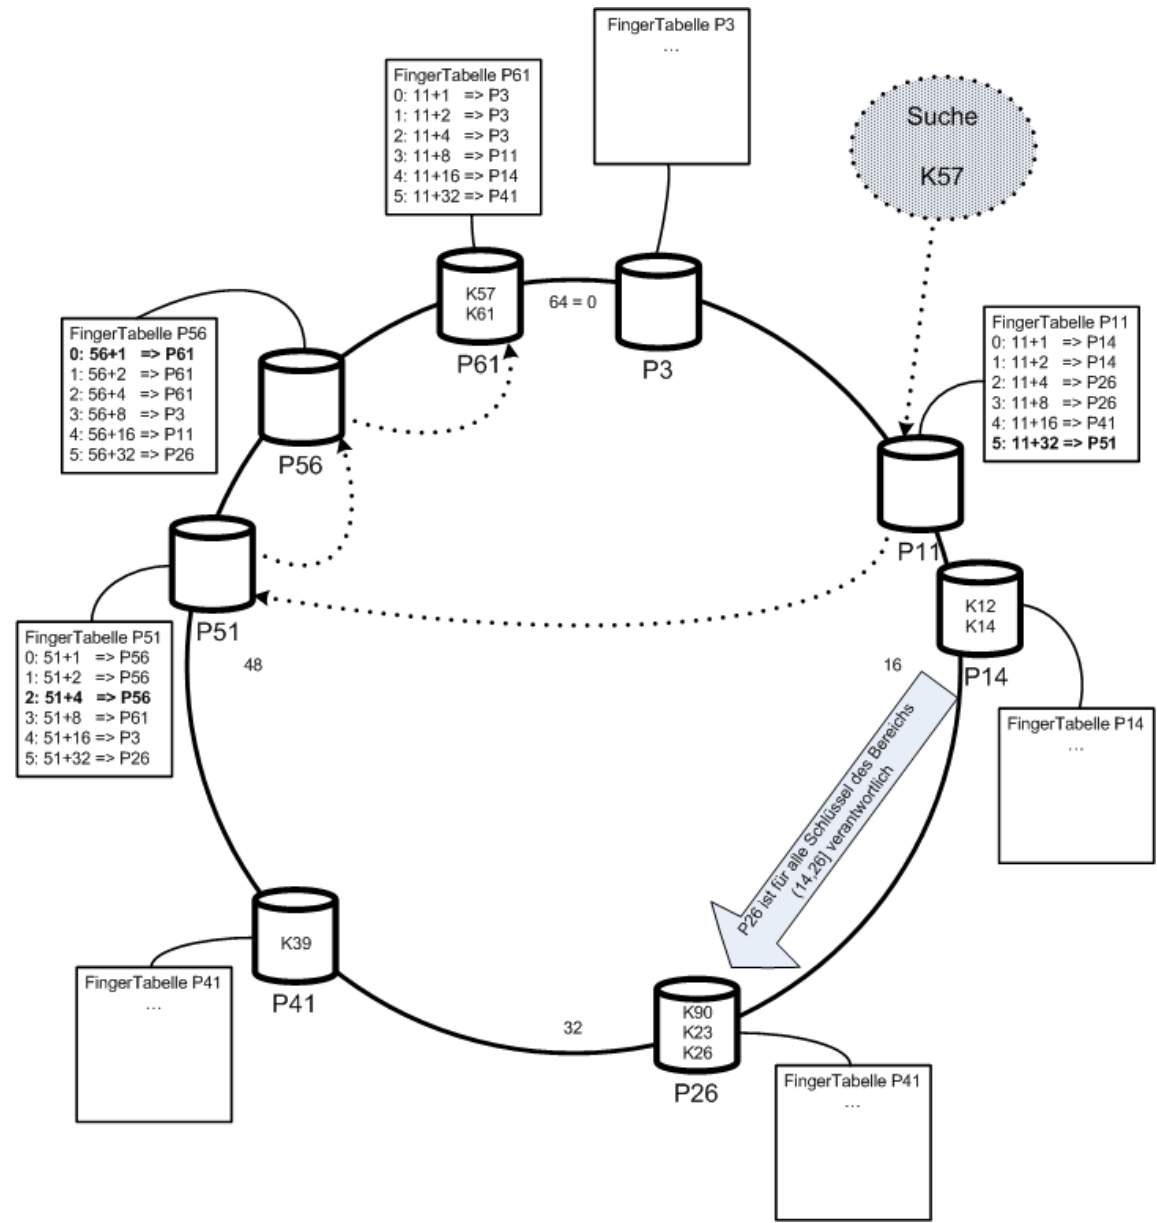 FingerTabelle P3
...
FingerTabelle P61
0: 11+1 => P3
1: 11+2 => P3
2: 11+4 => P3
3: 11+8 => P11
4: 11+16 => P14
5: 11+32 => P41
Suche
K57
K57
K61
P61
64 = 0
P3
FingerTabelle P56
0: 56+1 => P61
1: 56+2 => P61
2: 56+4 => P61
3: 56+8 => P3
4: 56+16 => P11
5: 56+32 => P26
P56
FingerTabelle P11
0: 11+1 => P14
1: 11+2 => P14
2: 11+4 => P26
3: 11+8 => P26
4: 11+16 => P41
5: 11+32 => P51
P11
P51
K12
K14
P14
FingerTabelle P51
0: 51+1 => P56
1: 51+2 => P56
2: 51+4 => P56
3: 51+8 => P61
4: 51+16 => P3
5: 51+32 => P26
48
16
FingerTabelle P14
...
P26 ist für alle Schlüssel des Bereichs
(14,26] verantwortlich
K39
P41
FingerTabelle P41
...
32
K90
K23
K26
P26
FingerTabelle P41
...